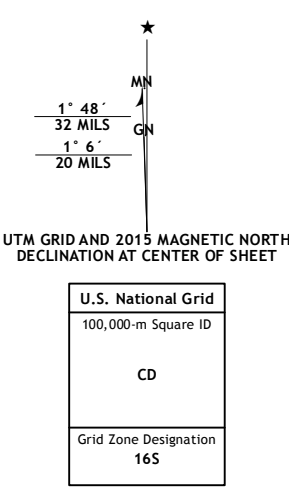 ★
MN
1° 48´
32 MILS
GN
1° 6´
20 MILS
UTM GRID AND 2015 MAGNETIC NORTH
DECLINATION AT CENTER OF SHEET
U.S. National Grid
100,000-m Square ID
CD
Grid Zone Designation
16S